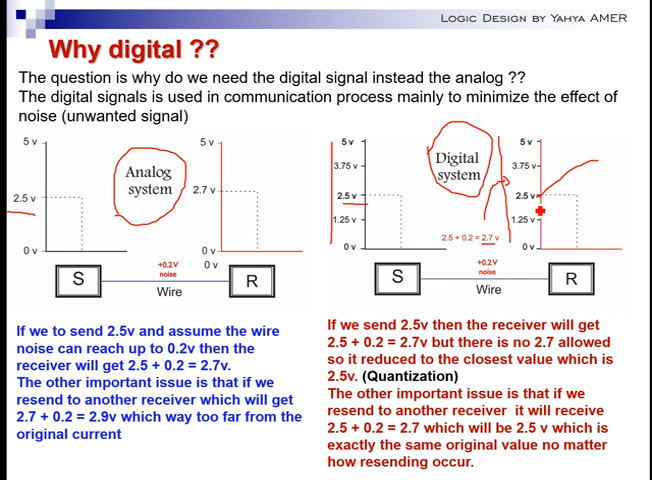 LOGIC DESIGN BY YAHYA AMER
Why digital ??
The question is why do we need the digital signal instead the analog ??
The digital signals is used in communication process mainly to minimize the effect of
noise (unwanted signal)
5 v
2.5 v
0 v
Analog
system
5 v
2.7 v
0 v
0 v
+0.2V
noise
S
Wire
R
5 v
3.75 v
2.5 v
1.25 v
0 v
Digital
system
2.5 + 0.2 = 2.7 v
5 v
3.75 v
2.5 v
1.25 v
0 v
+0.2V
noise
S
Wire
R
If we to send 2.5v and assume the wire
noise can reach up to 0.2v then the
receiver will get 2.5 + 0.2 = 2.7v.
The other important issue is that if we
resend to another receiver which will get
2.7 + 0.2 = 2.9v which way too far from the
original current
If we send 2.5v then the receiver will get
2.5 + 0.2 = 2.7v but there is no 2.7 allowed
so it reduced to the closest value which is
2.5v. (Quantization)
The other important issue is that if we
resend to another receiver it will receive
2.5 + 0.2 = 2.7 which will be 2.5 v which is
exactly the same original value no matter
how resending occur.